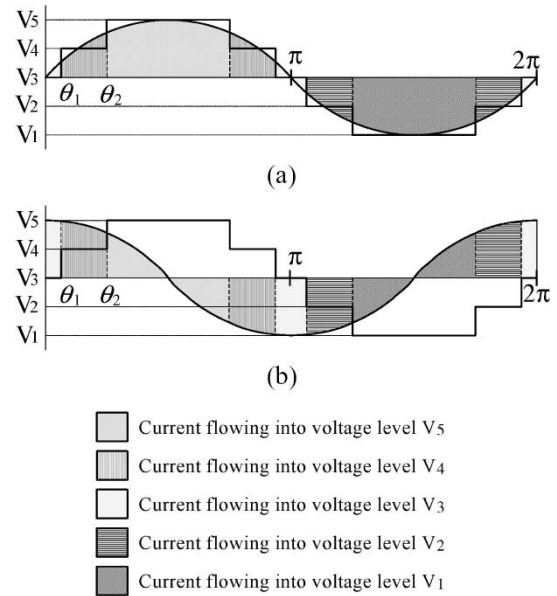 V5
V4
V3
V2
V1
θ1 θ2
π
2π
(a)
V5
V4
V3
V2
V1
θ1 θ2
π
2π
(b)
Current flowing into voltage level V5
Current flowing into voltage level V4
Current flowing into voltage level V3
Current flowing into voltage level V2
Current flowing into voltage level V1